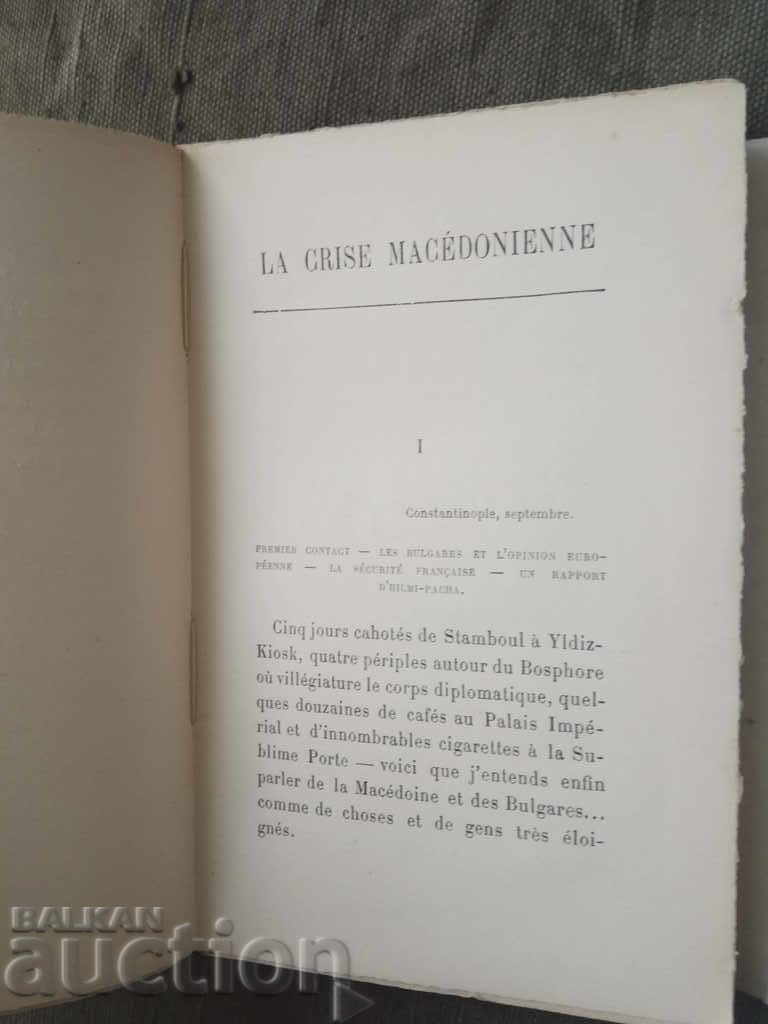 LA CRISE MACÉDONIENNE
I
Constantinople, septembre.
PREMIER CONTACT — LES BULGARES ET L'OPINION EURO-
PÉENNE — LA SÉCURITÉ FRANÇAISE — UN RAPPORT
D'HILMI-PACHA.
Cinq jours cahotés de Stamboul à Yldiz-
Kiosk, quatre périples autour du Bosphore
où villégiature le corps diplomatique, quel-
ques douzaines de cafés au Palais Impé-
rial et d'innombrables cigarettes à la Su-
blime Porte — voici que j'entends enfin
parler de la Macédoine et des Bulgares...
comme de choses et de gens très éloi-
gnés.
BALKAN
auction